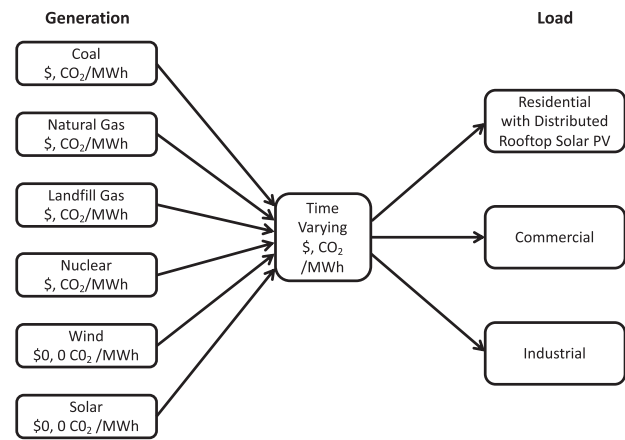 Generation
Load
Coal
$, CO₂/MWh
Natural Gas
$, CO₂/MWh
Landfill Gas
$, CO₂/MWh
Nuclear
$, CO₂/MWh
Wind
$0, 0 C0₂ /MWh
Solar
$0, 0 C0₂ /MWh
Time
Varying
$, CO₂
/MWh
Residential
with Distributed
Rooftop Solar PV
Commercial
Industrial